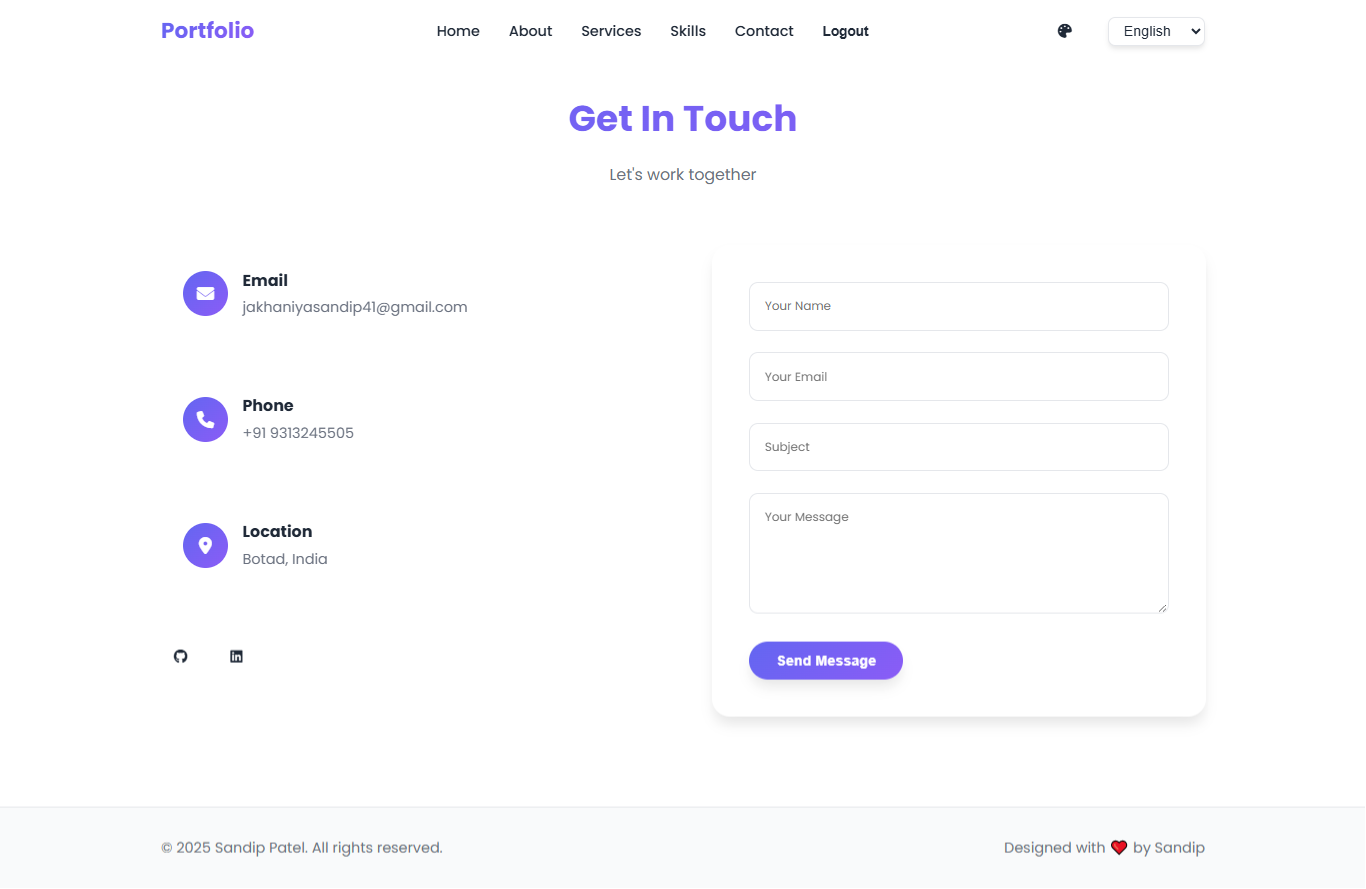 Portfolio
Home About Services Skills Contact Logout
English
Get In Touch
Let's work together
Email
jakhaniyasandip41@gmail.com
Phone
+91 9313245505
Location
Botad, India
Your Name
Your Email
Subject
Your Message
Send Message
© 2025 Sandip Patel. All rights reserved.
Designed with ❤️ by Sandip